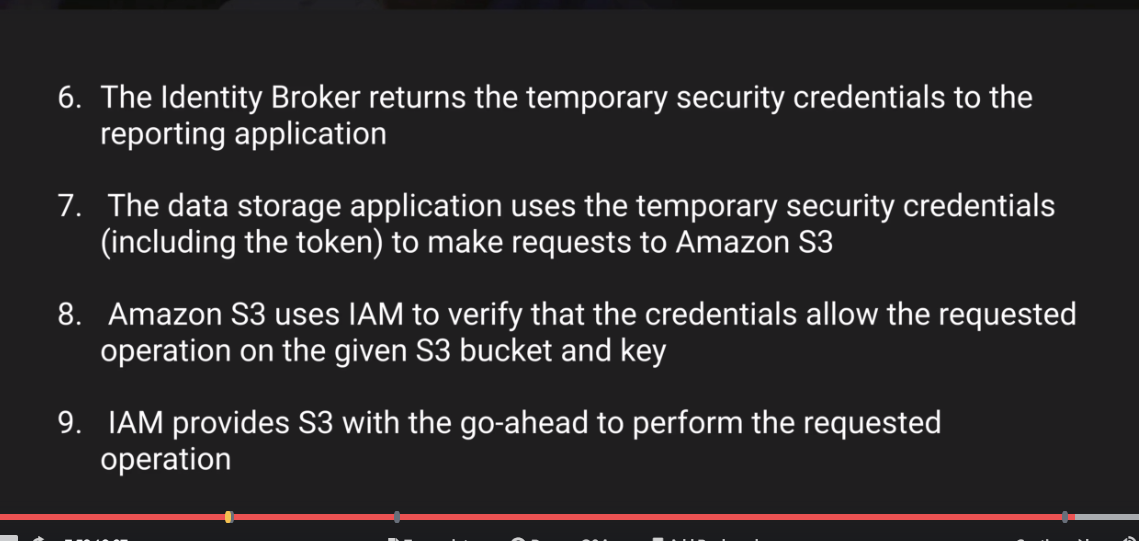 6. The Identity Broker returns the temporary security credentials to the
reporting application
7. The data storage application uses the temporary security credentials
(including the token) to make requests to Amazon S3
8. Amazon S3 uses IAM to verify that the credentials allow the requested
operation on the given S3 bucket and key
9. IAM provides S3 with the go-ahead to perform the requested
operation